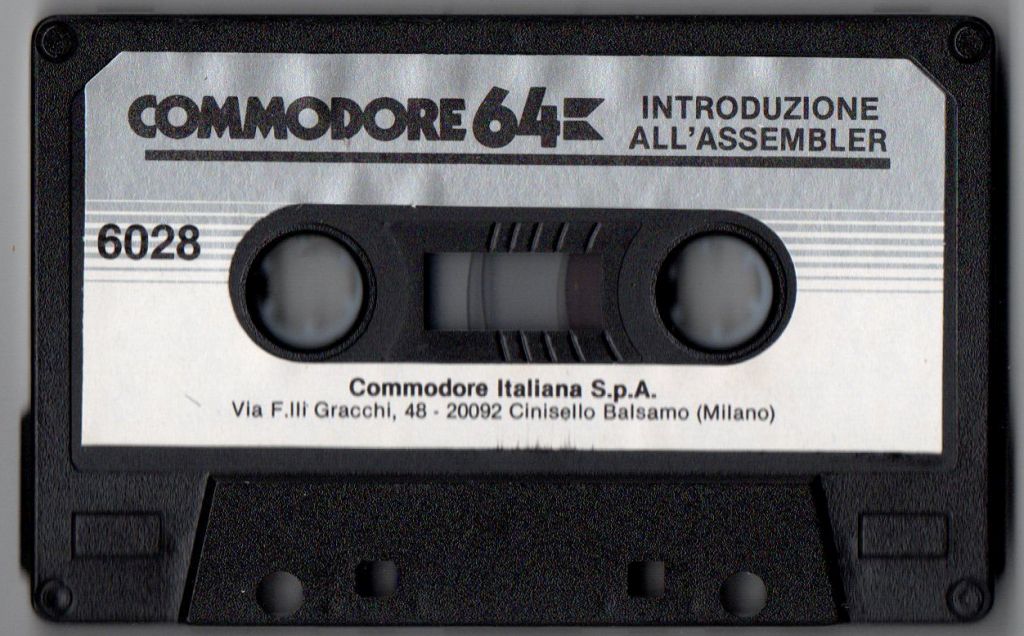 COMMODORE 64 INTRODUZIONE
ALL'ASSEMBLER
6028
Commodore Italiana S.p.A.
Via F.lli Gracchi, 48 - 20092 Cinisello Balsamo (Milano)